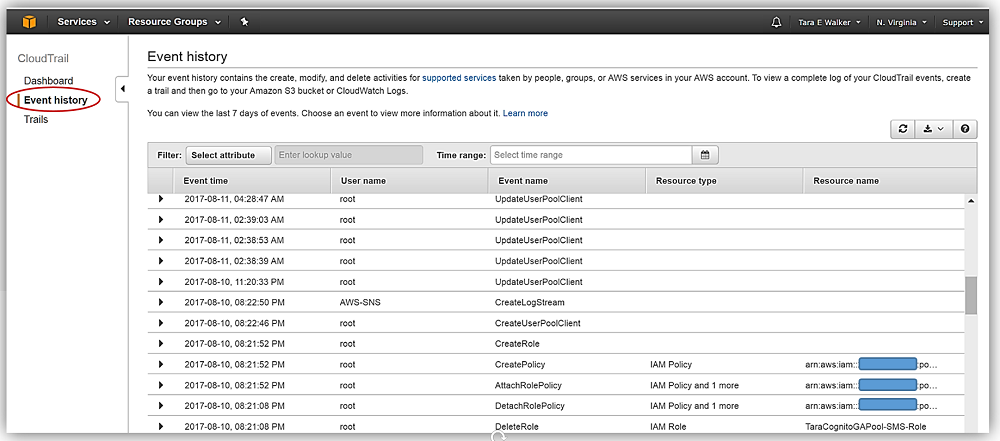 Services Resource Groups Tara E Walker N. Virginia Support
CloudTrail
Dashboard
Event history
Trails
Event history
Your event history contains the create, modify, and delete activities for supported services taken by people, groups, or AWS services in your AWS account. To view a complete log of your CloudTrail events, create
a trail and then go to your Amazon S3 bucket or CloudWatch Logs.
You can view the last 7 days of events. Choose an event to view more information about it. Learn more
Filter: Select attribute Enter lookup value Time range: Select time range
Event time User name Event name Resource type Resource name
2017-08-11, 04:28:47 AM root UpdateUserPoolClient
2017-08-11, 02:39:03 AM root UpdateUserPoolClient
2017-08-11, 02:38:53 AM root UpdateUserPoolClient
2017-08-11, 02:38:39 AM root UpdateUserPoolClient
2017-08-10, 11:20:33 PM root UpdateUserPoolClient
2017-08-10, 08:22:50 PM AWS-SNS CreateLogStream
2017-08-10, 08:22:46 PM root CreateUserPoolClient
2017-08-10, 08:21:52 PM root CreateRole
2017-08-10, 08:21:52 PM root CreatePolicy IAM Policy arn:aws:iam:: :po...
2017-08-10, 08:21:52 PM root AttachRolePolicy IAM Policy and 1 more arn:aws:iam:: :po...
2017-08-10, 08:21:08 PM root DetachRolePolicy IAM Policy and 1 more arn:aws:iam:: :po...
2017-08-10, 08:21:08 PM root DeleteRole IAM Role TaraCognitoGAPool-SMS-Role